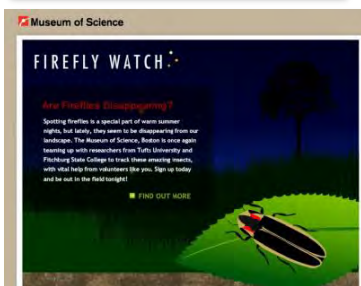 Museum of Science
FIREFLY WATCH
Are Fireflies Disappearing?
Spotting fireflies is a special part of warm summer
nights, but lately, they seem to be disappearing from our
landscape. The Museum of Science, Boston is once again
teaming up with researchers from Tufts University and
Fitchburg State College to track these amazing insects,
with vital help from volunteers like you. Sign up today
and be out in the field tonight!
FIND OUT MORE